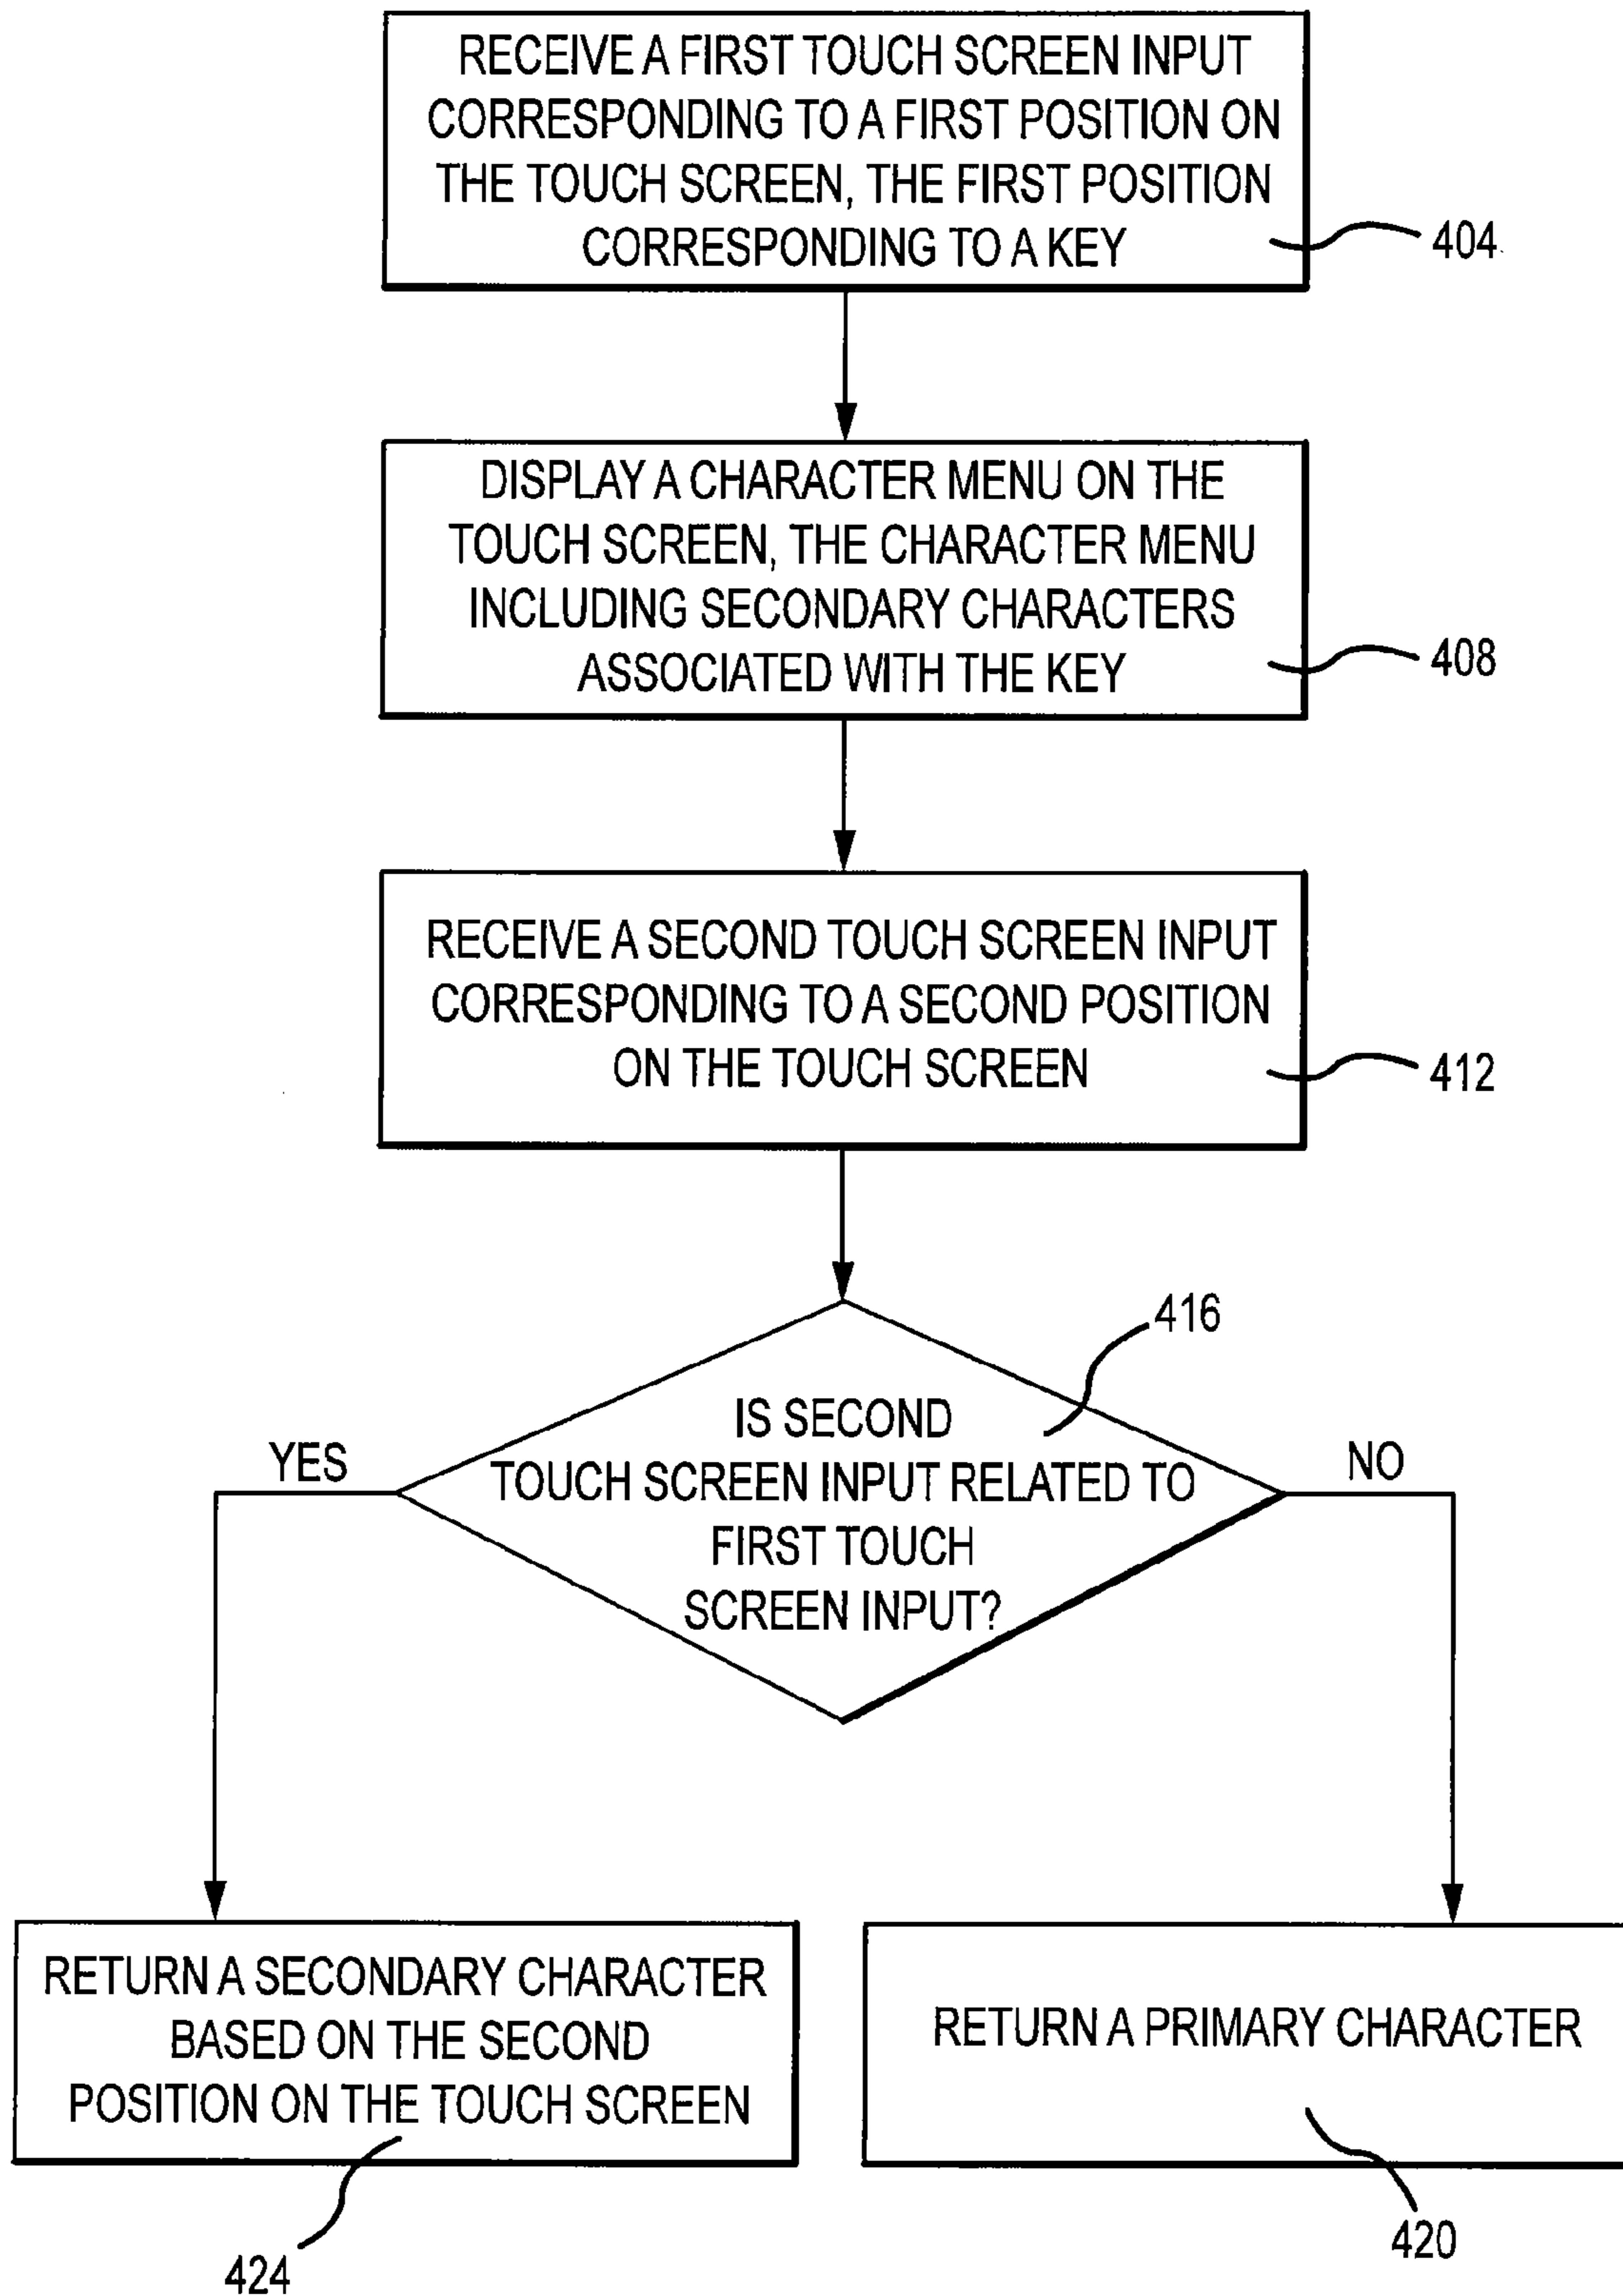 RECEIVE A FIRST TOUCH SCREEN INPUT
CORRESPONDING TO A FIRST POSITION ON
THE TOUCH SCREEN, THE FIRST POSITION
CORRESPONDING TO A KEY
404
DISPLAY A CHARACTER MENU ON THE
TOUCH SCREEN, THE CHARACTER MENU
INCLUDING SECONDARY CHARACTERS
ASSOCIATED WITH THE KEY
408
RECEIVE A SECOND TOUCH SCREEN INPUT
CORRESPONDING TO A SECOND POSITION
ON THE TOUCH SCREEN
412
416
IS SECOND
TOUCH SCREEN INPUT RELATED TO
FIRST TOUCH
SCREEN INPUT?
YES
NO
RETURN A SECONDARY CHARACTER
BASED ON THE SECOND
POSITION ON THE TOUCH SCREEN
424
RETURN A PRIMARY CHARACTER
420